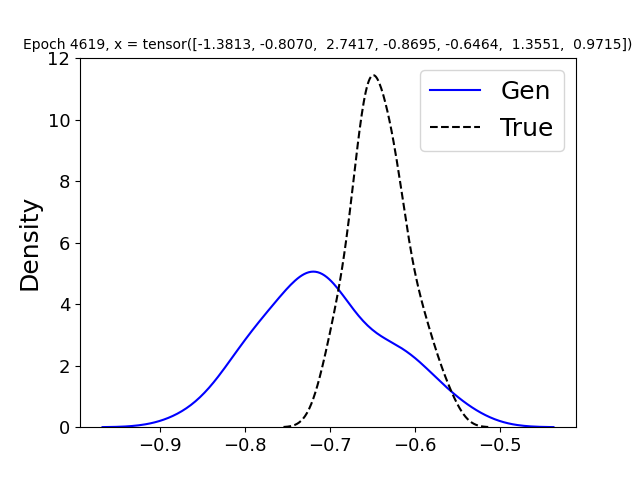 Epoch 4619, x = tensor([-1.3813, -0.8070,  2.7417, -0.8695, -0.6464,  1.3551,  0.9715])
12
10
8
6
4
2
0
Density
Gen
True
−0.9 −0.8 −0.7 −0.6 −0.5